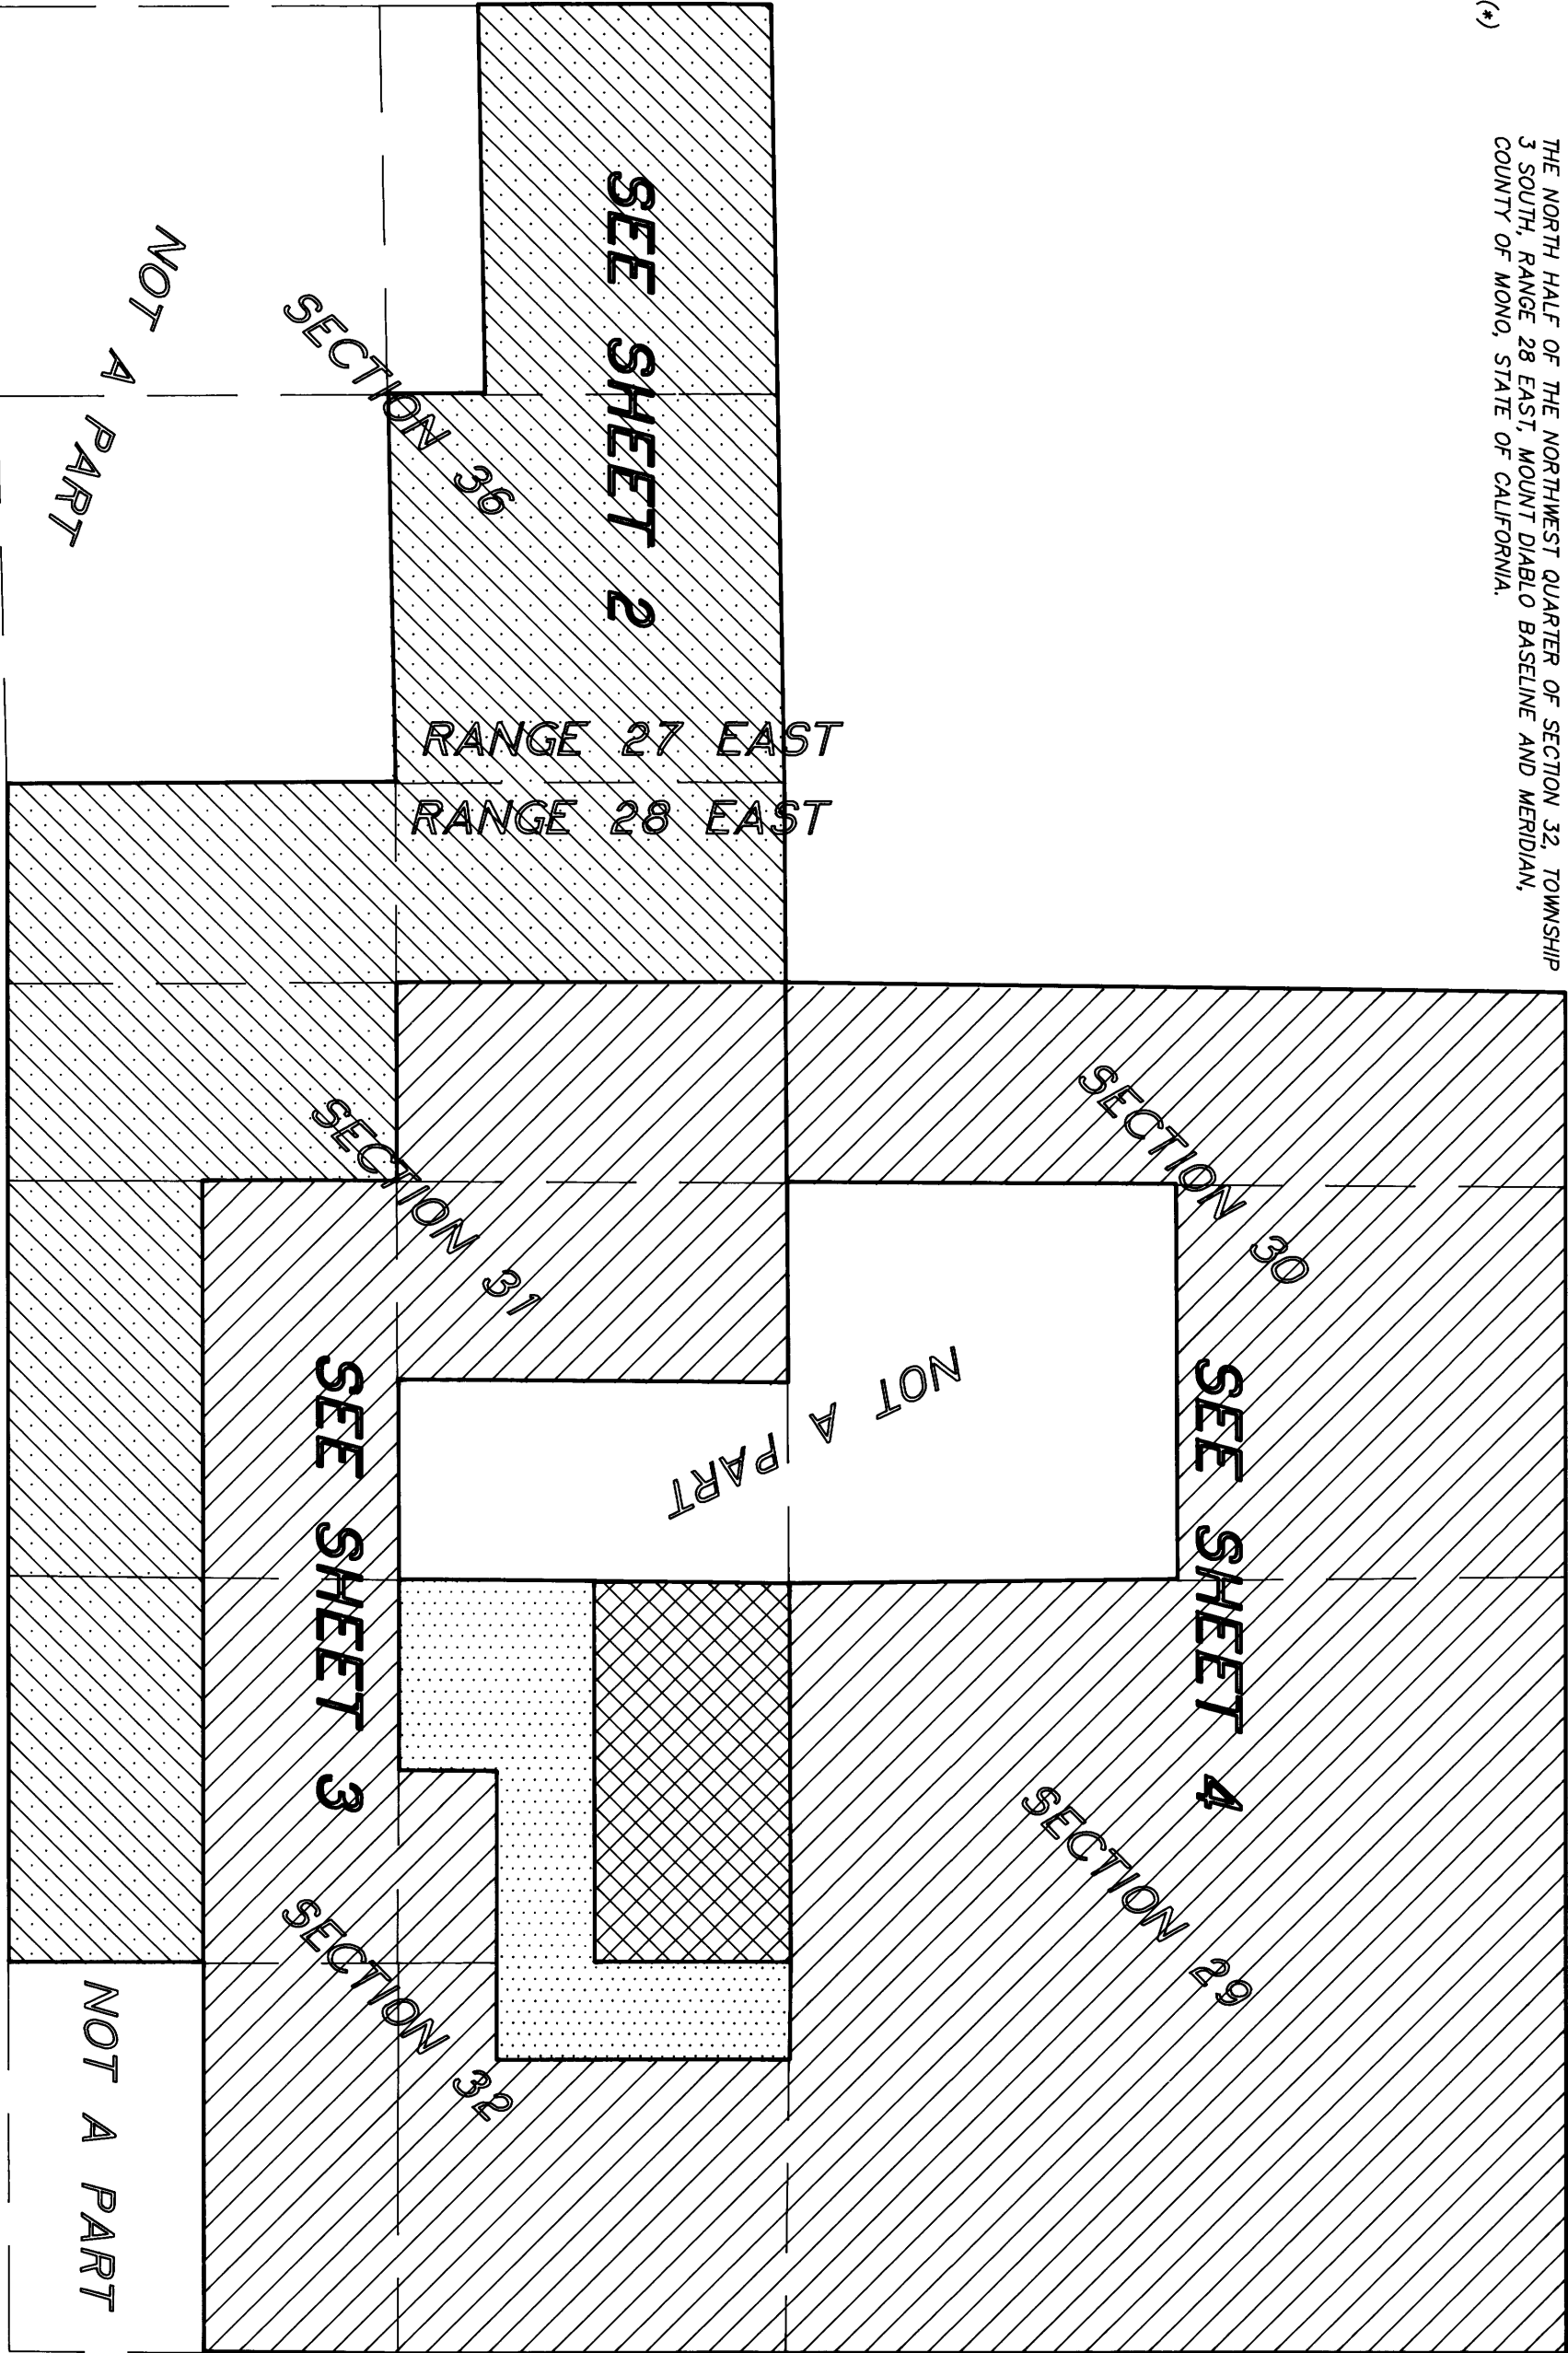 (*)
THE NORTH HALF OF THE NORTHWEST QUARTER OF SECTION 32, TOWNSHIP
3 SOUTH, RANGE 28 EAST, MOUNT DIABLO BASELINE AND MERIDIAN,
COUNTY OF MONO, STATE OF CALIFORNIA.
SECTION 30
SEE SHEET 4
SECTION 29
NOT A PART
RANGE 27 EAST
RANGE 28 EAST
SEE SHEET 2
SECTION 36
NOT A PART
SECTION 31
SEE SHEET 3
SECTION 32
NOT A PART